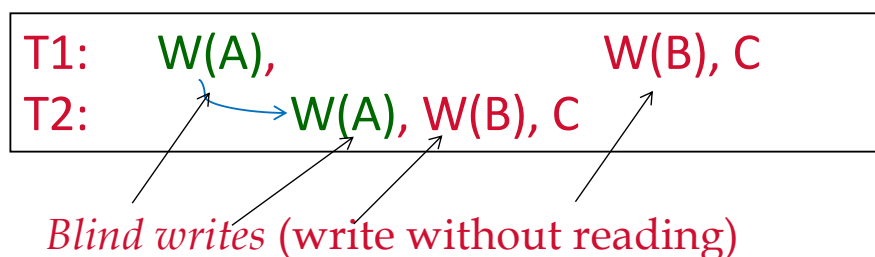 T1: W(A), W(B), C
T2: W(A), W(B), C
Blind writes (write without reading)